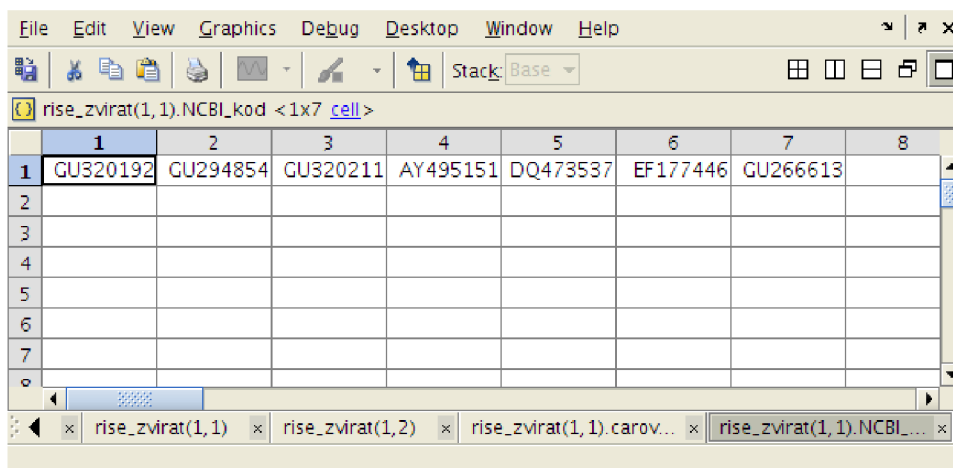 File Edit View Graphics Debug Desktop Window Help
Stack: Base
rise_zvirat(1,1).NCBI_kod <1x7 cell>
1 2 3 4 5 6 7 8
1 GU320192 GU294854 GU320211 AY495151 DQ473537 EF177446 GU266613
2
3
4
5
6
7
8
rise_zvirat(1,1) rise_zvirat(1,2) rise_zvirat(1,1).carov... rise_zvirat(1,1).NCBI_...